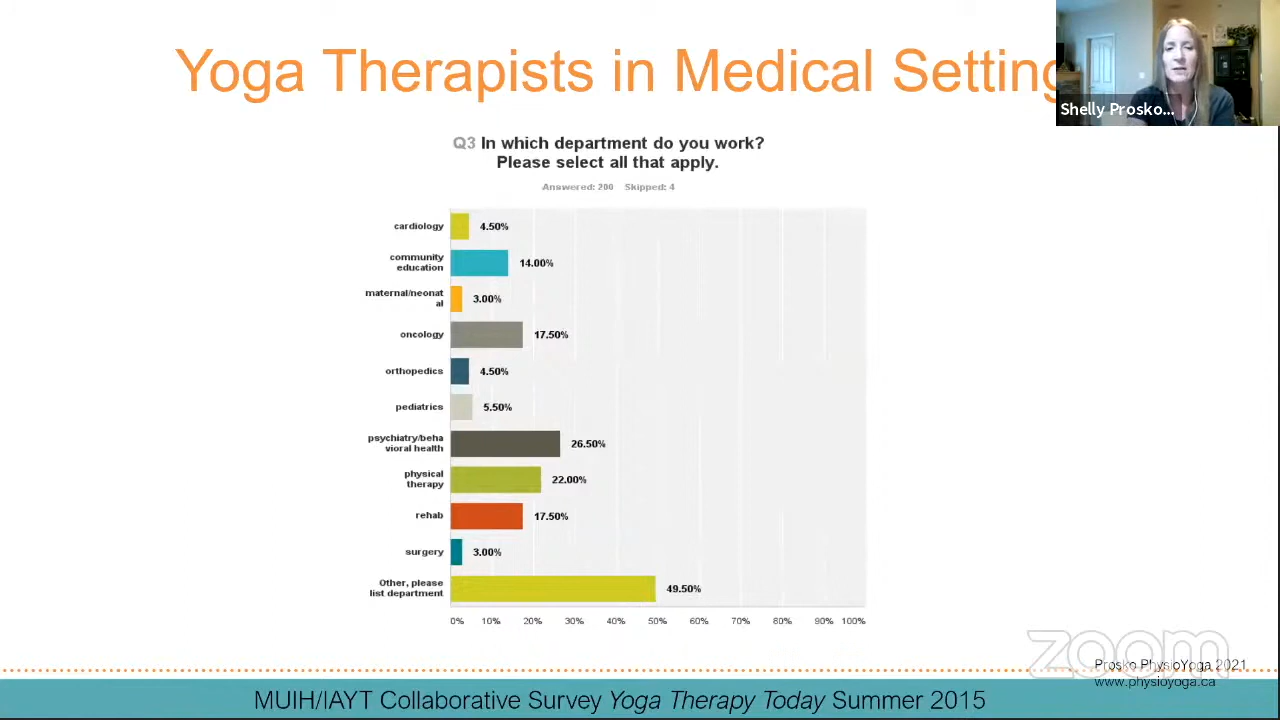 Yoga Therapists in Medical Setting
Shelly Prosko...
Q3 In which department do you work?
Please select all that apply.
Answered: 200 Skipped: 4
cardiology 4.50%
community
education 14.00%
maternal/neonat
al 3.00%
oncology 17.50%
orthopedics 4.50%
pediatrics 5.50%
psychiatry/beha
vioral health 26.50%
physical
therapy 22.00%
rehab 17.50%
surgery 3.00%
Other, please
list department 49.50%
0% 10% 20% 30% 40% 50% 60% 70% 80% 90% 100%
zoom
Prosko PhysioYoga 2021
www.physioyoga.ca
MUIH/IAYT Collaborative Survey Yoga Therapy Today Summer 2015